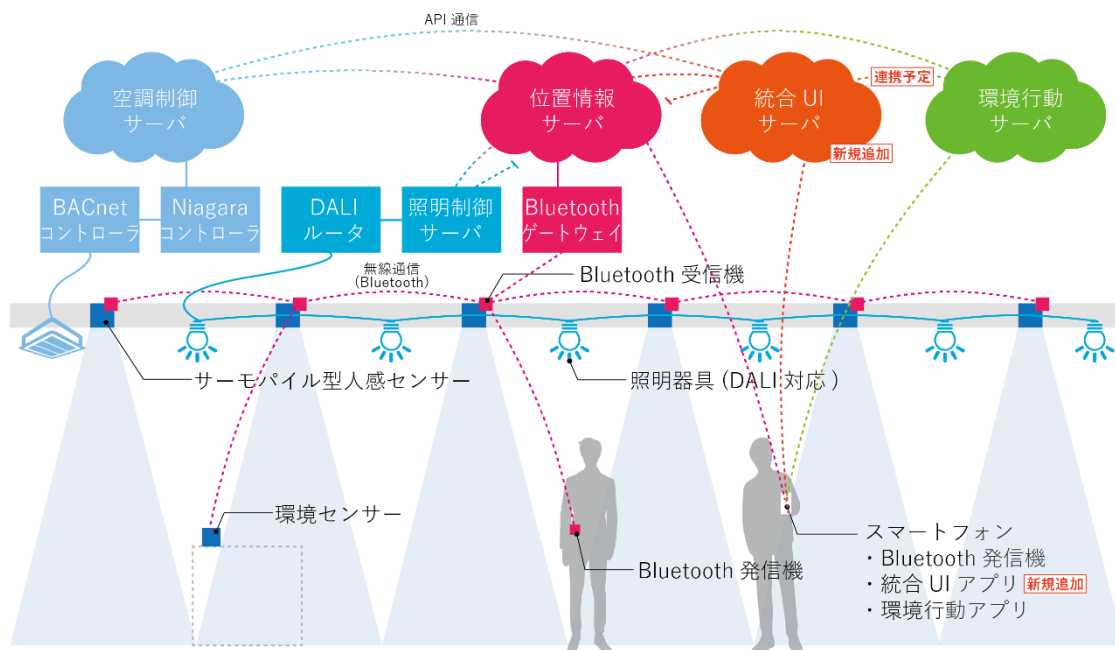 API 通信
空調制御
サーバ
位置情報
サーバ
統合 UI
サーバ
連携予定
新規追加
環境行動
サーバ
BACnet
コントローラ
Niagara
コントローラ
DALI
ルータ
照明制御
サーバ
Bluetooth
ゲートウェイ
無線通信
(Bluetooth)
Bluetooth 受信機
サーモパイル型人感センサー
照明器具 (DALI 対応 )
環境センサー
Bluetooth 発信機
スマートフォン
・Bluetooth 発信機
・統合 UI アプリ 新規追加
・環境行動アプリ